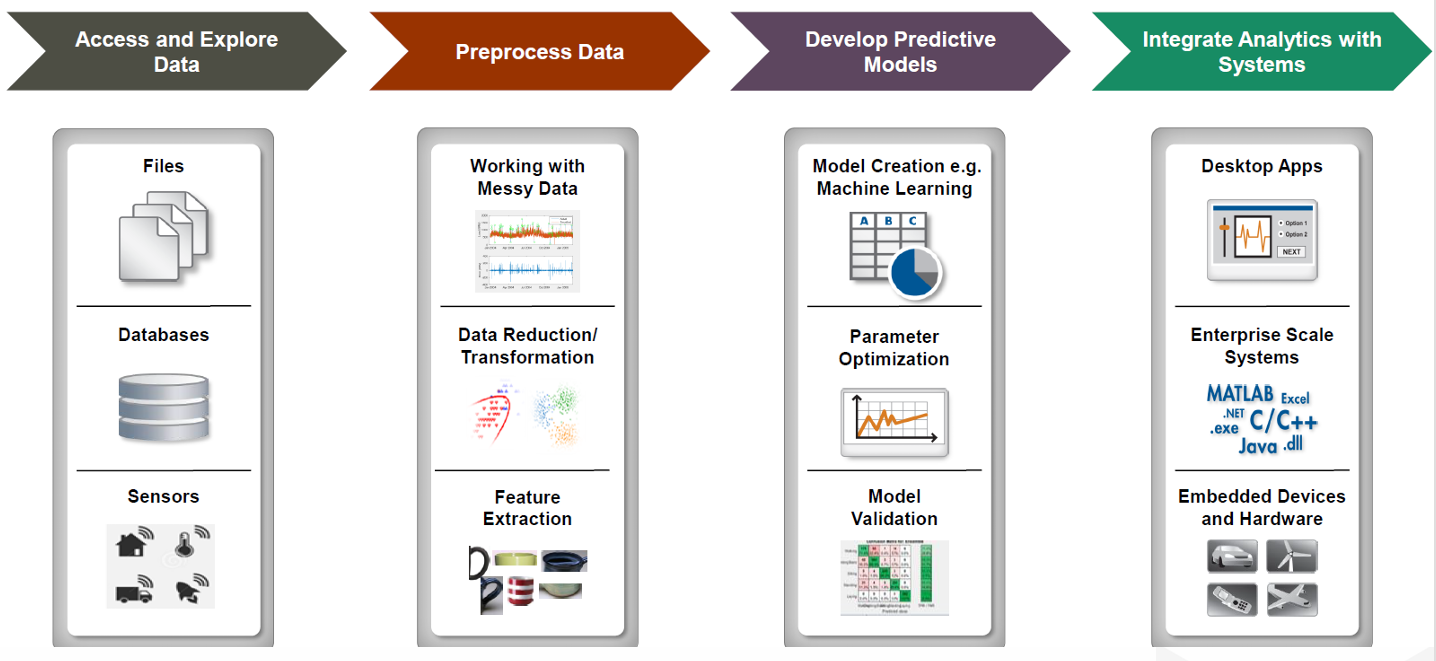 Access and Explore
Data
Preprocess Data
Develop Predictive
Models
Integrate Analytics with
Systems
Files
Databases
Sensors
Working with
Messy Data
Data Reduction/
Transformation
Feature
Extraction
Model Creation e.g.
Machine Learning
A B C
Parameter
Optimization
Model
Validation
Desktop Apps
Option 1
Option 2
NEXT
Enterprise Scale
Systems
MATLAB Excel
.NET C/C++
.exe
Java .dll
Embedded Devices
and Hardware